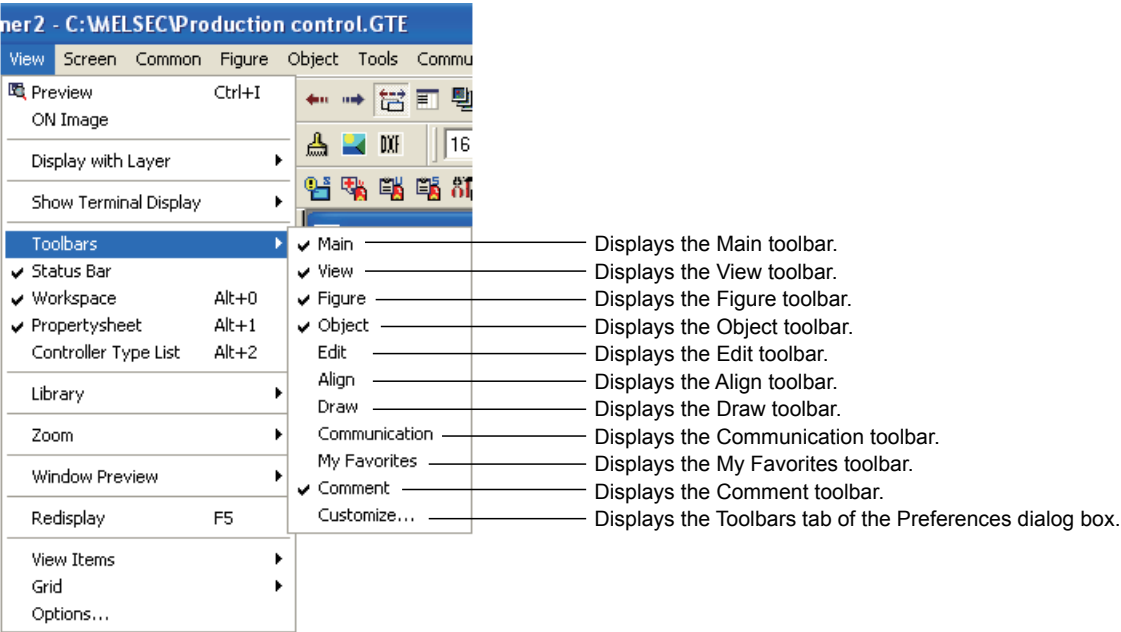 ner2 - C:\MELSEC\Production control.GTE
View Screen Common Figure Object Tools Commu
Preview Ctrl+I
ON Image
Display with Layer
Show Terminal Display
Toolbars
Status Bar
Workspace Alt+0
Propertysheet Alt+1
Controller Type List Alt+2
Library
Zoom
Window Preview
Redisplay F5
View Items
Grid
Options...
DXF 16
Main Displays the Main toolbar.
View Displays the View toolbar.
Figure Displays the Figure toolbar.
Object Displays the Object toolbar.
Edit Displays the Edit toolbar.
Align Displays the Align toolbar.
Draw Displays the Draw toolbar.
Communication Displays the Communication toolbar.
My Favorites Displays the My Favorites toolbar.
Comment Displays the Comment toolbar.
Customize... Displays the Toolbars tab of the Preferences dialog box.